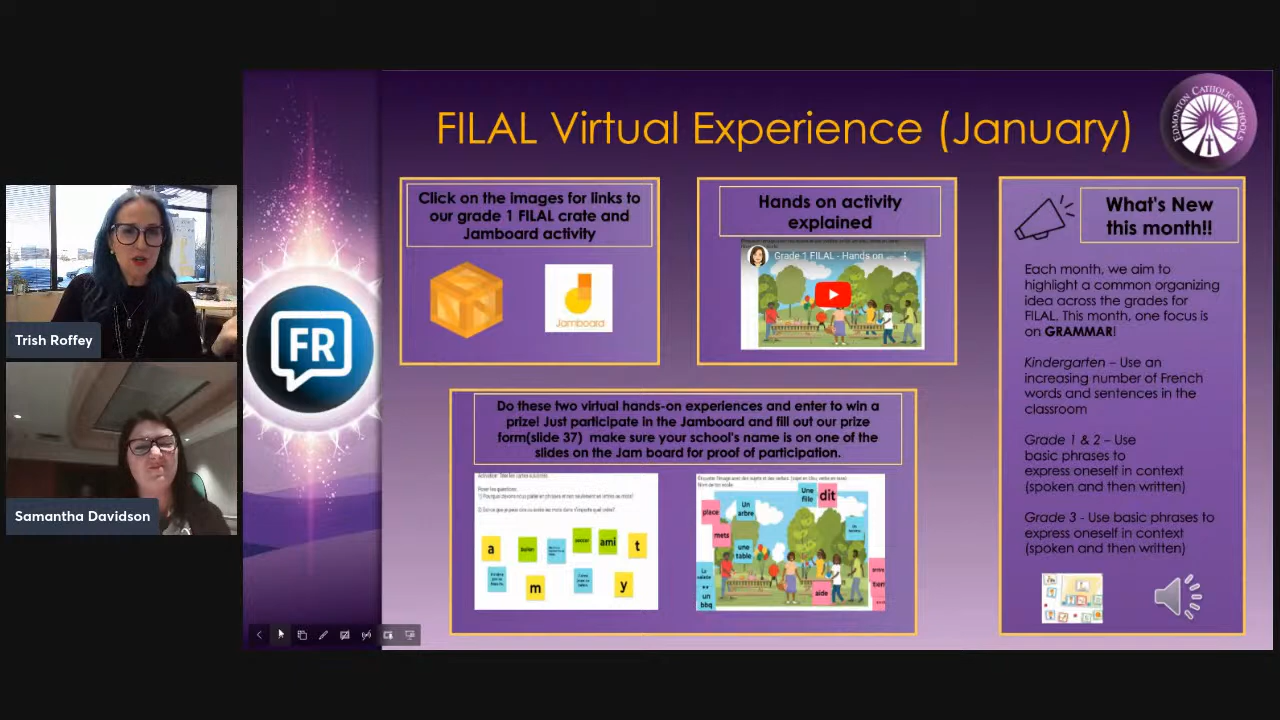 FILAL Virtual Experience (January)
EDMONTON CATHOLIC SCHOOLS
Click on the images for links to
our grade 1 FILAL crate and
Jamboard activity
Jamboard
Hands on activity
explained
Grade 1 FILAL - Hands on ...
What's New
this month!!
Each month, we aim to
highlight a common organizing
idea across the grades for
FILAL. This month, one focus is
on GRAMMAR!
Kindergarten – Use an
increasing number of French
words and sentences in the
classroom
Grade 1 & 2 – Use
basic phrases to
express oneself in context
(spoken and then written)
Grade 3 - Use basic phrases to
express oneself in context
(spoken and then written)
FR
Trish Roffey
Samantha Davidson
Do these two virtual hands-on experiences and enter to win a
prize! Just participate in the Jamboard and fill out our prize
form(slide 37) make sure your school's name is on one of the
slides on the Jam board for proof of participation.
a
ami
t
m
y
place
Un
arbre
Une
fille
dit
mets
une
table
un
bbq
aide